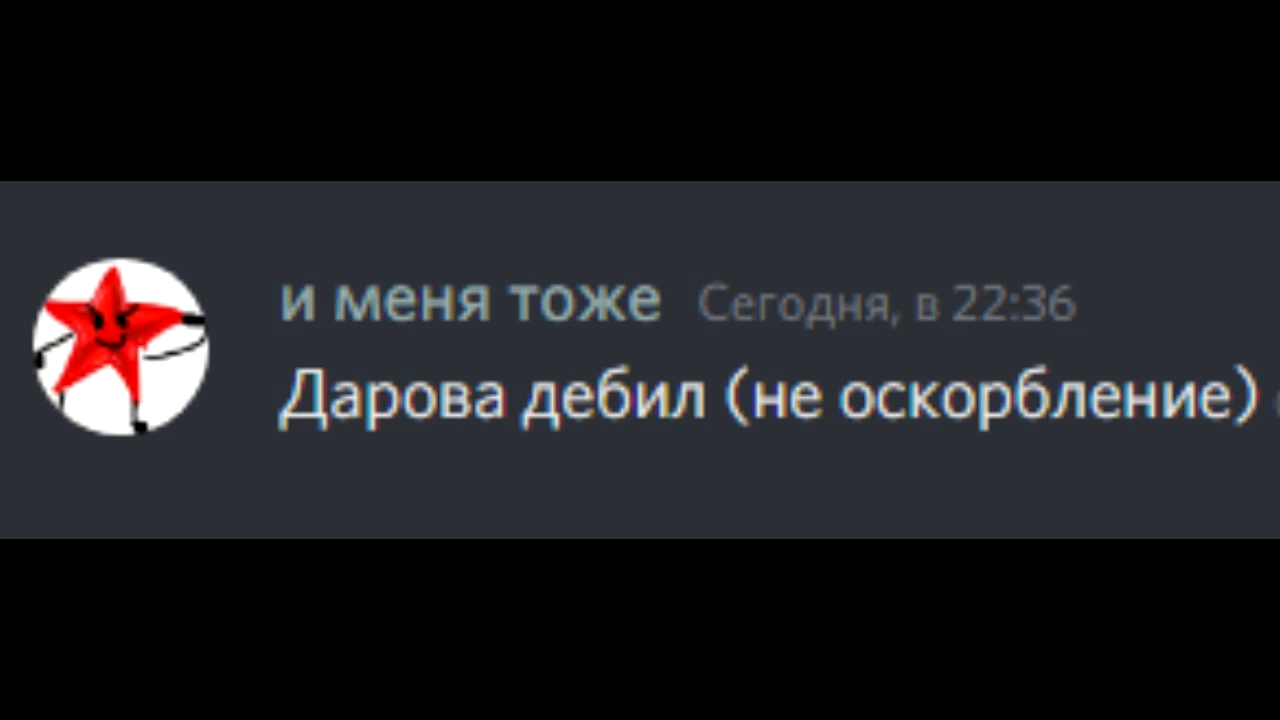 и меня тоже Сегодня, в 22:36
Дарова дебил (не оскорбление)